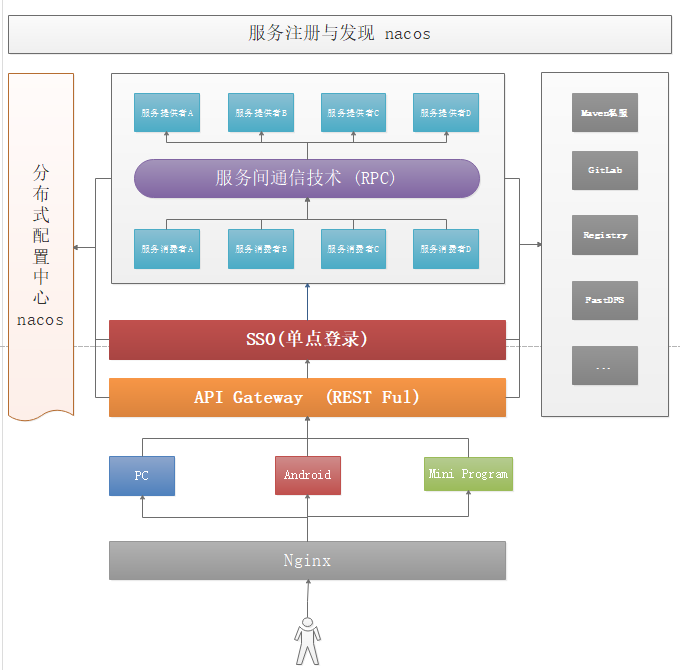 服务注册与发现 nacos
分布式配置中心
nacos
服务提供者A
服务提供者B
服务提供者C
服务提供者D
服务间通信技术 (RPC)
服务消费者A
服务消费者B
服务消费者C
服务消费者D
Maven私服
GitLab
Registry
FastDFS
...
SSO(单点登录)
API Gateway (REST Ful)
PC
Android
Mini Program
Nginx